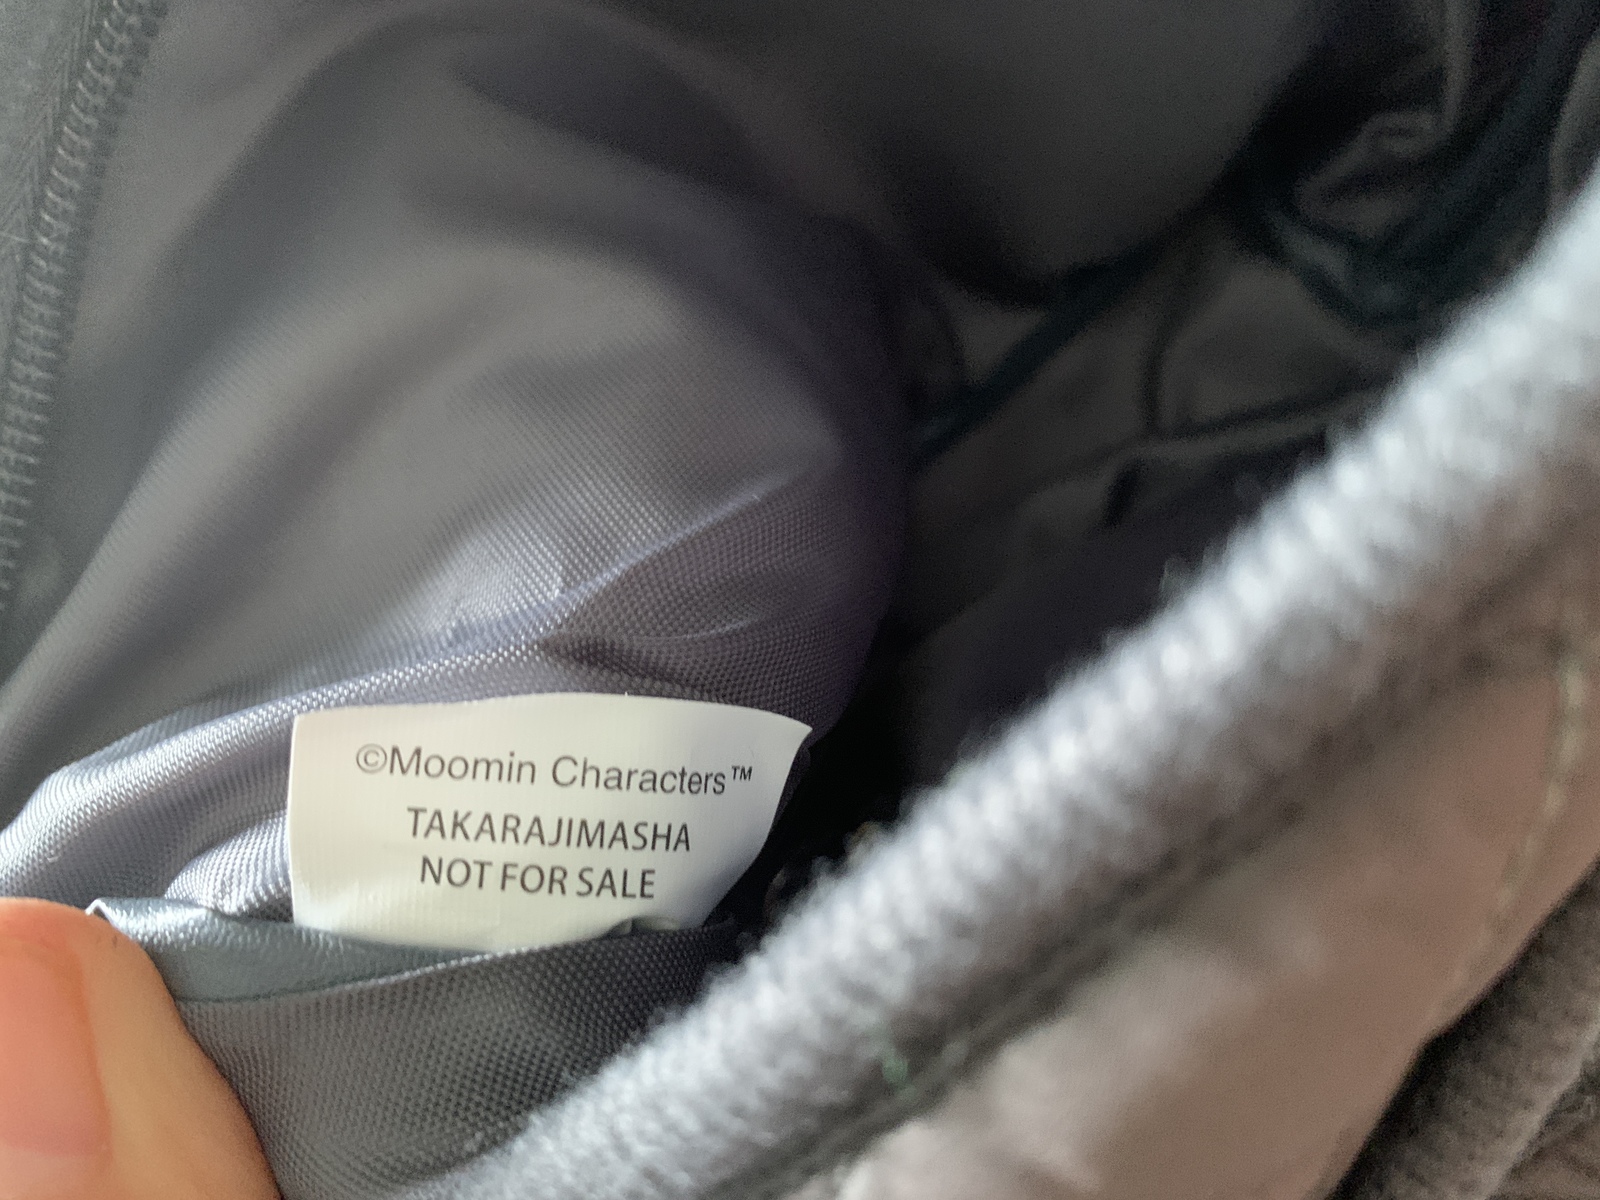 ©Moomin Characters™
TAKARAJIMASHA
NOT FOR SALE